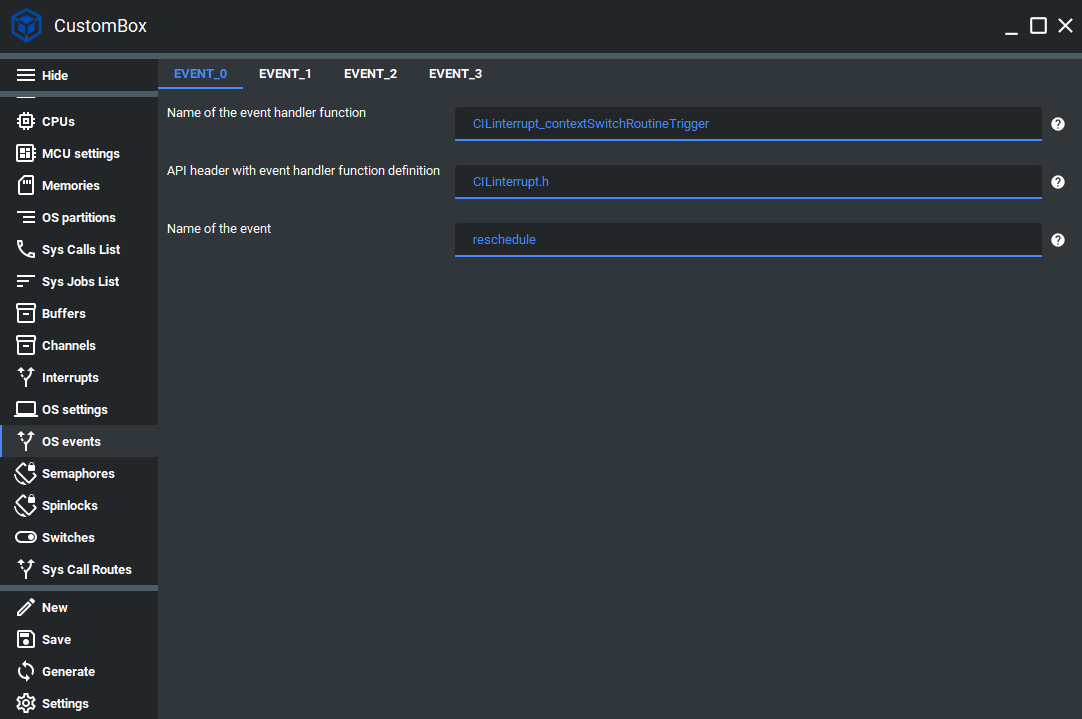 CustomBox
Hide
EVENT_0 EVENT_1 EVENT_2 EVENT_3
Name of the event handler function
CILinterrupt_contextSwitchRoutineTrigger
API header with event handler function definition
CILinterrupt.h
Name of the event
reschedule
CPUs
MCU settings
Memories
OS partitions
Sys Calls List
Sys Jobs List
Buffers
Channels
Interrupts
OS settings
OS events
Semaphores
Spinlocks
Switches
Sys Call Routes
New
Save
Generate
Settings